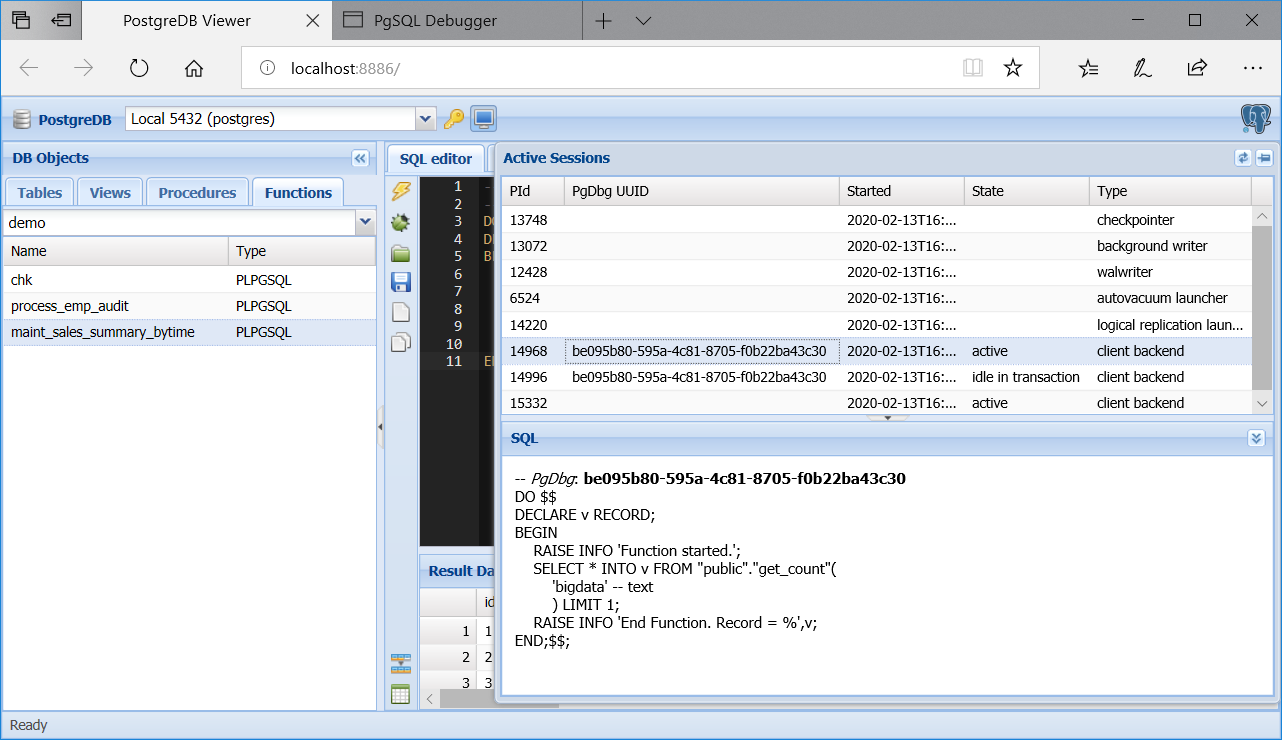 PostgreDB Viewer
PgSQL Debugger
localhost:8886/
PostgreDB
Local 5432 (postgres)
DB Objects
Tables
Views
Procedures
Functions
demo
Name Type
chk PLPGSQL
process_emp_audit PLPGSQL
maint_sales_summary_bytime PLPGSQL
SQL editor
1 -
2 -
3 DO
4 DE
5 BE
6
7
8
9
10
11 EN
Result Da
id
1 1
2 2
3 3
Active Sessions
PId PgDbg UUID Started State Type
13748 2020-02-13T16:... checkpointer
13072 2020-02-13T16:... background writer
12428 2020-02-13T16:... walwriter
6524 2020-02-13T16:... autovacuum launcher
14220 2020-02-13T16:... logical replication laun...
14968 be095b80-595a-4c81-8705-f0b22ba43c30 2020-02-13T16:... active client backend
14996 be095b80-595a-4c81-8705-f0b22ba43c30 2020-02-13T16:... idle in transaction client backend
15332 2020-02-13T16:... active client backend
SQL
-- PgDbg: be095b80-595a-4c81-8705-f0b22ba43c30
DO $$
DECLARE v RECORD;
BEGIN
RAISE INFO 'Function started.';
SELECT * INTO v FROM "public"."get_count"(
'bigdata' -- text
) LIMIT 1;
RAISE INFO 'End Function. Record = %',v;
END;$$;
Ready